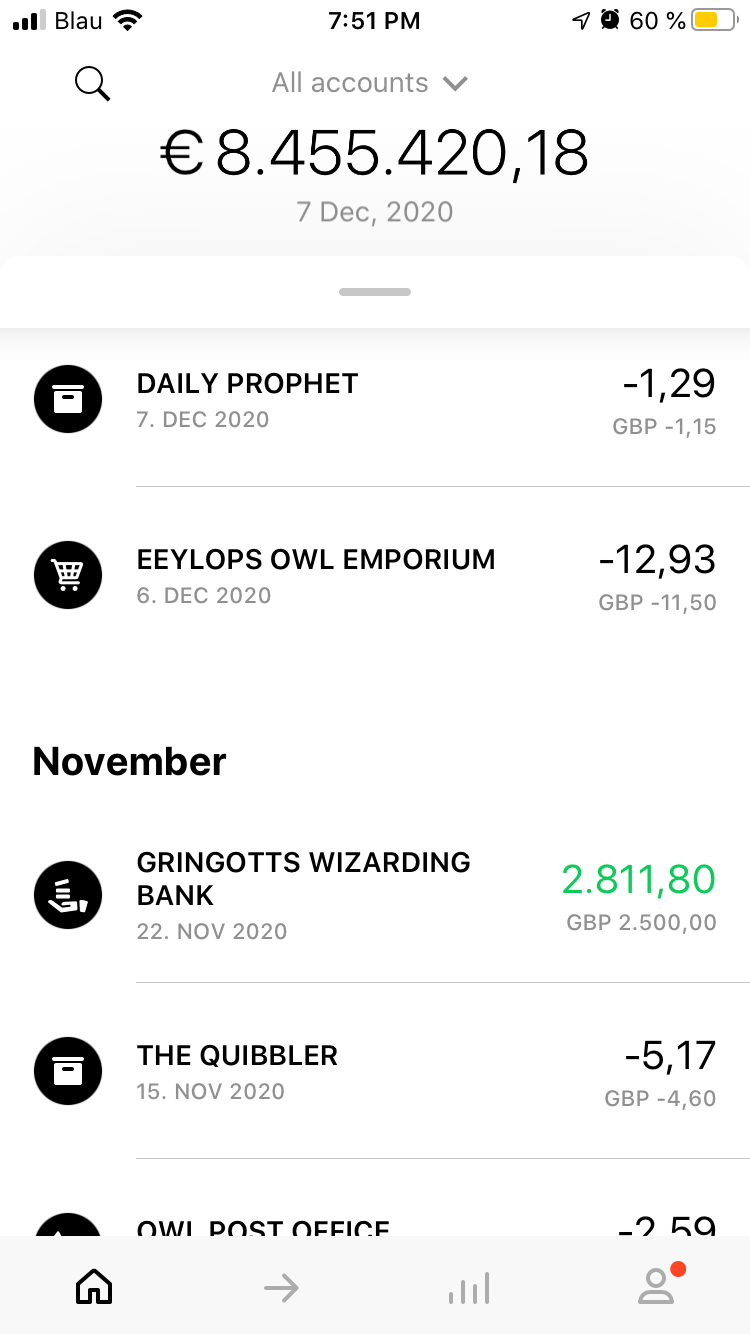 Blau 7:51 PM 60 %
All accounts
€ 8.455.420,18
7 Dec, 2020
DAILY PROPHET -1,29
7. DEC 2020 GBP -1,15
EEYLOPS OWL EMPORIUM -12,93
6. DEC 2020 GBP -11,50
November
GRINGOTTS WIZARDING
BANK 2.811,80
22. NOV 2020 GBP 2.500,00
THE QUIBBLER -5,17
15. NOV 2020 GBP -4,60
OWL POST OFFICE -2,59